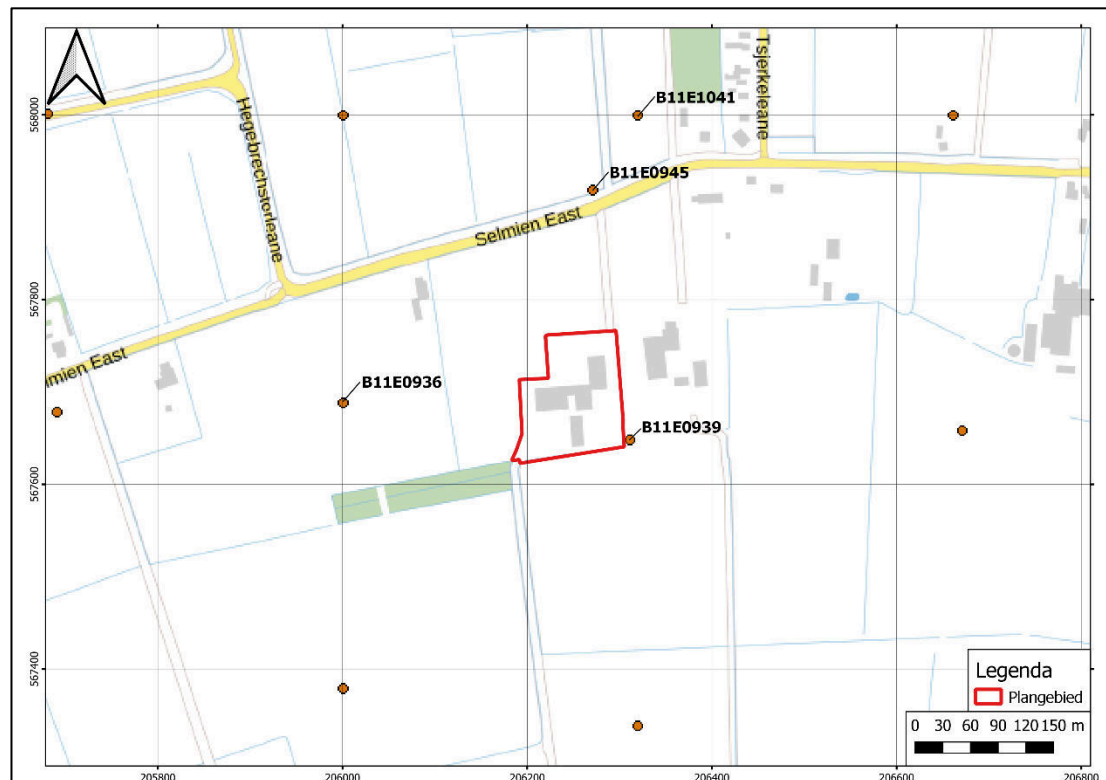 B11E1041
Tsjerkeleane
568000
Hegebrechsterleane
B11E0945
Selmien East
567800
mien East
B11E0936
B11E0939
567600
567400
Legenda
Plangebied
0 30 60 90 120 150 m
205800 206000 206200 206400 206600 206800